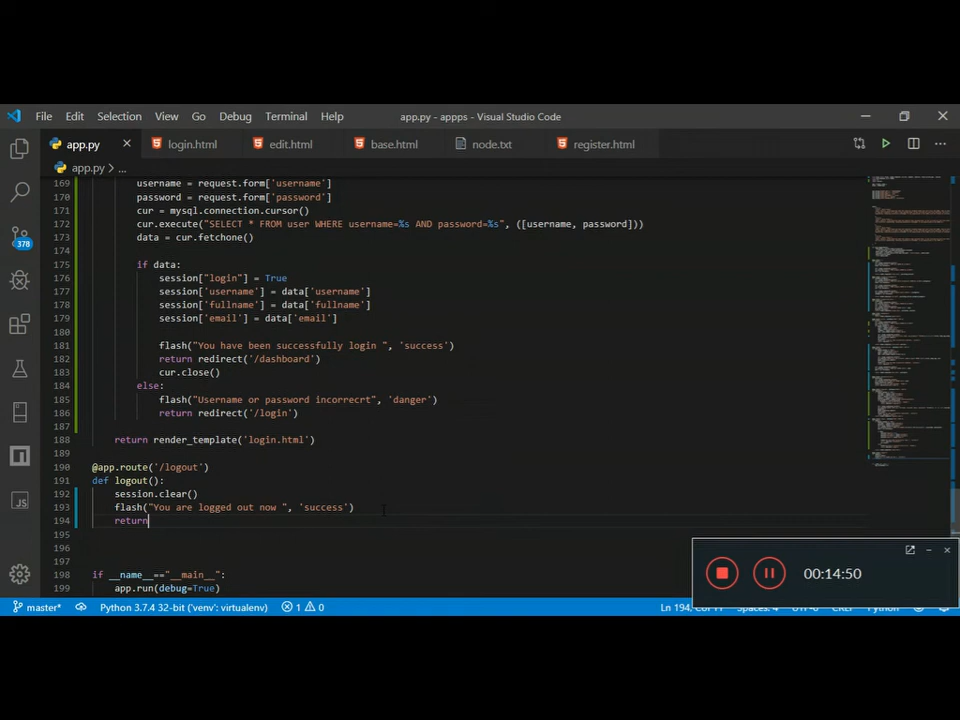 File Edit Selection View Go Debug Terminal Help app.py - appps - Visual Studio Code
app.py login.html edit.html base.html node.txt register.html
app.py > ...
169 username = request.form['username']
170 password = request.form['password']
171 cur = mysql.connection.cursor()
172 cur.execute("SELECT * FROM user WHERE username=%s AND password=%s", ([username, password]))
173 data = cur.fetchone()
174
175 if data:
176 session["login"] = True
177 session['username'] = data['username']
178 session['fullname'] = data['fullname']
179 session['email'] = data['email']
180
181 flash("You have been successfully login ", 'success')
182 return redirect('/dashboard')
183 cur.close()
184 else:
185 flash("Username or password incorrecrt", 'danger')
186 return redirect('/login')
187
188 return render_template('login.html')
189
190 @app.route('/logout')
191 def logout():
192 session.clear()
193 flash("You are logged out now ", 'success')
194 return
195
196
197
198 if __name__=="__main__":
199 app.run(debug=True)
378
JS
00:14:50
master* Python 3.7.4 32-bit ('venv': virtualenv) 1 0